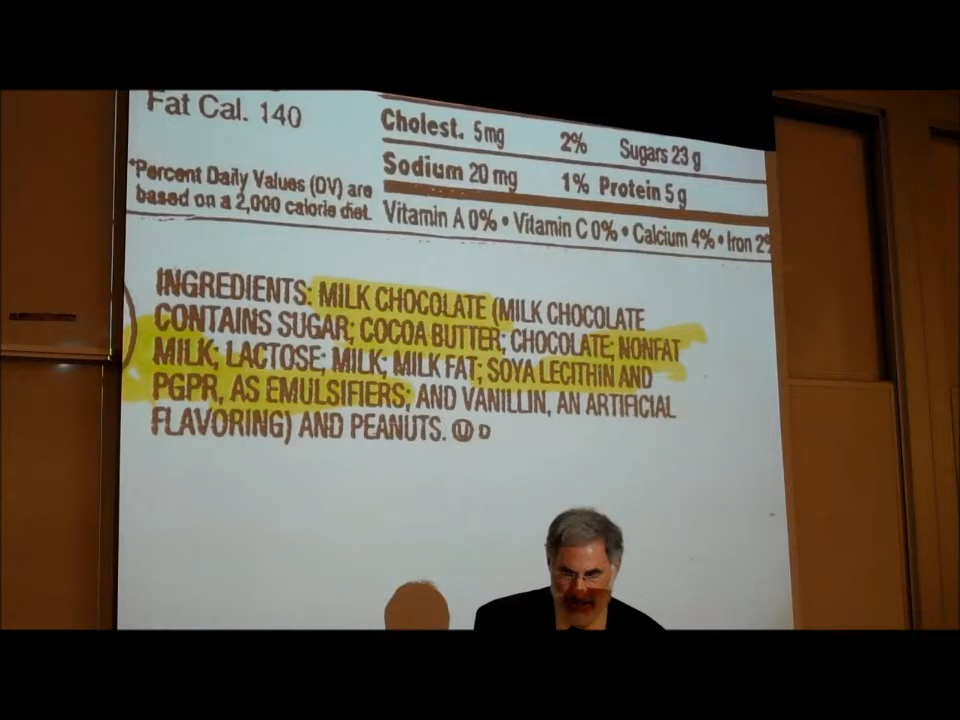 Fat Cal. 140
Cholest. 5mg 2% Sugars 23g
Sodium 20mg 1% Protein 5g
*Percent Daily Values (DV) are
based on a 2,000 calorie diet.
Vitamin A 0% • Vitamin C 0% • Calcium 4% • Iron 2%
INGREDIENTS: MILK CHOCOLATE (MILK CHOCOLATE
CONTAINS SUGAR; COCOA BUTTER; CHOCOLATE; NONFAT
MILK; LACTOSE; MILK; MILK FAT; SOYA LECITHIN AND
PGPR, AS EMULSIFIERS; AND VANILLIN, AN ARTIFICIAL
FLAVORING) AND PEANUTS. U D